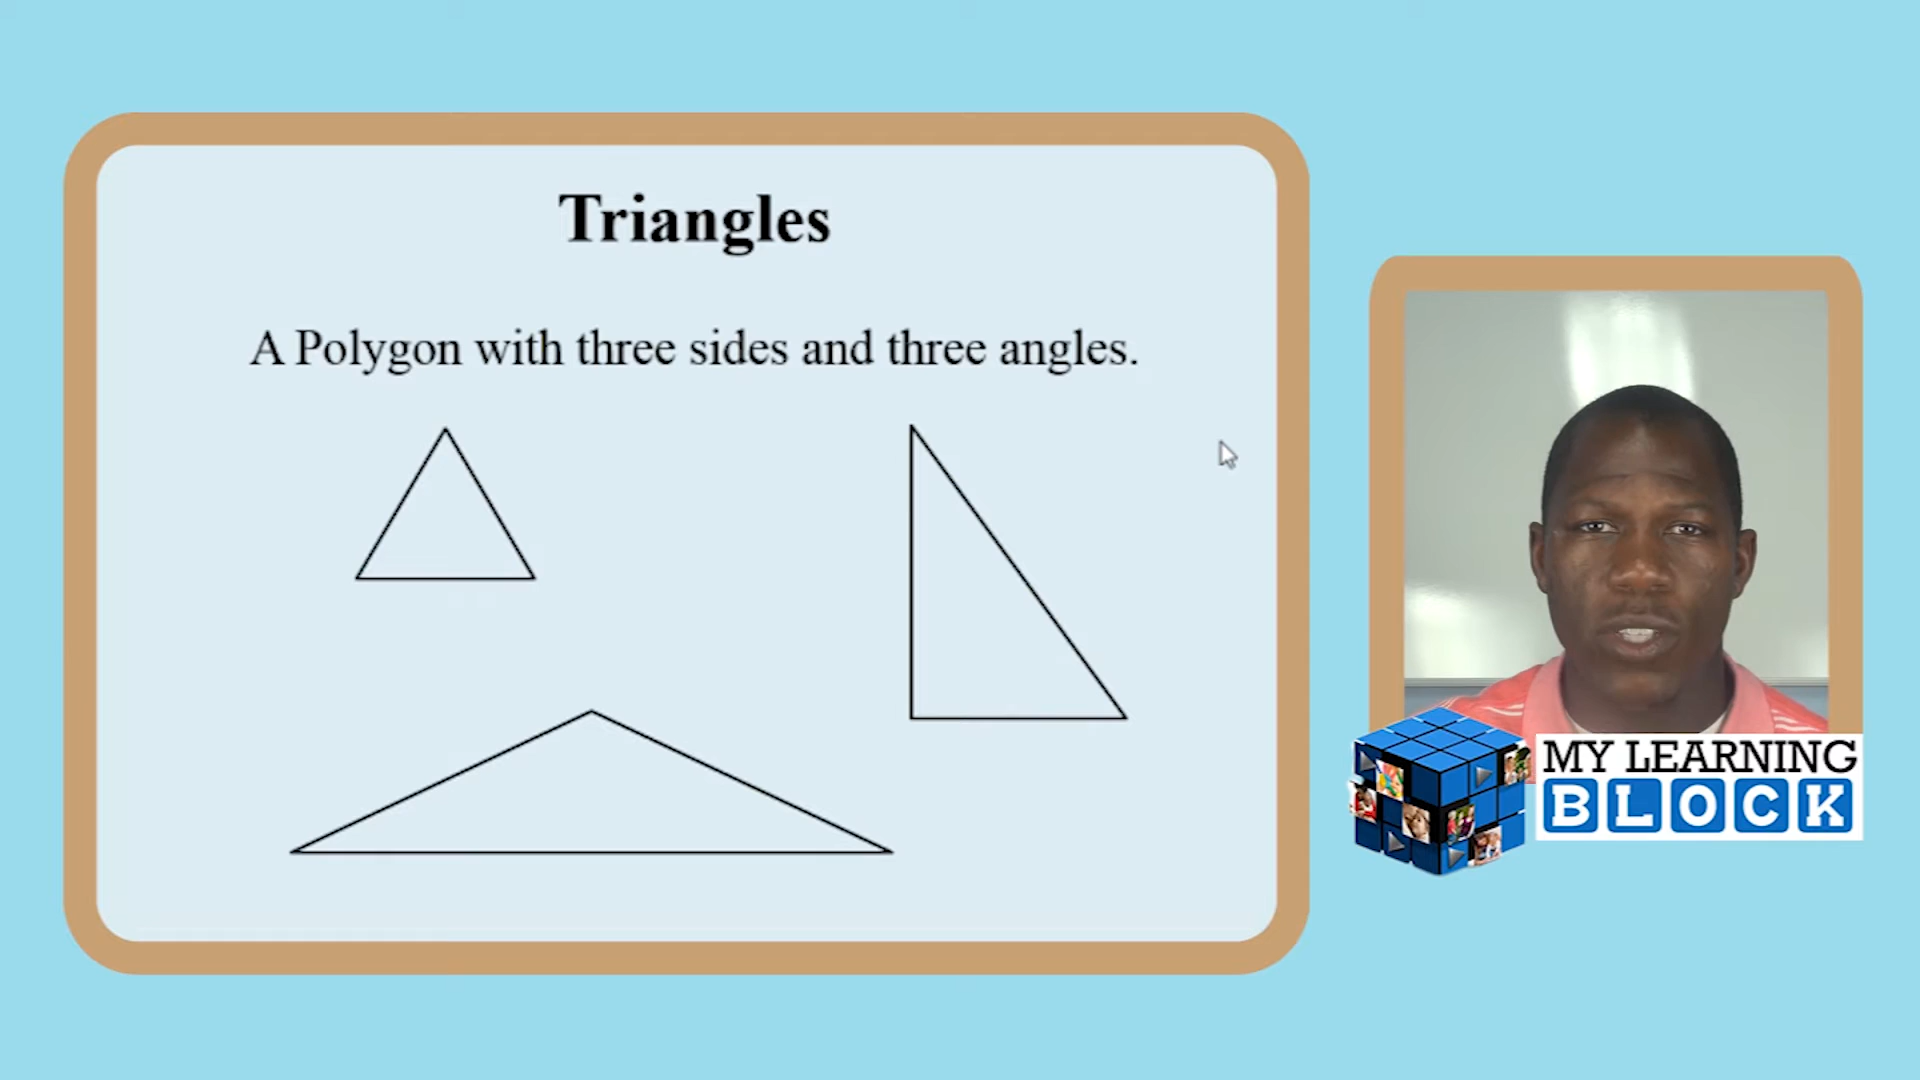 Triangles
A Polygon with three sides and three angles.
MY LEARNING
BLOCK